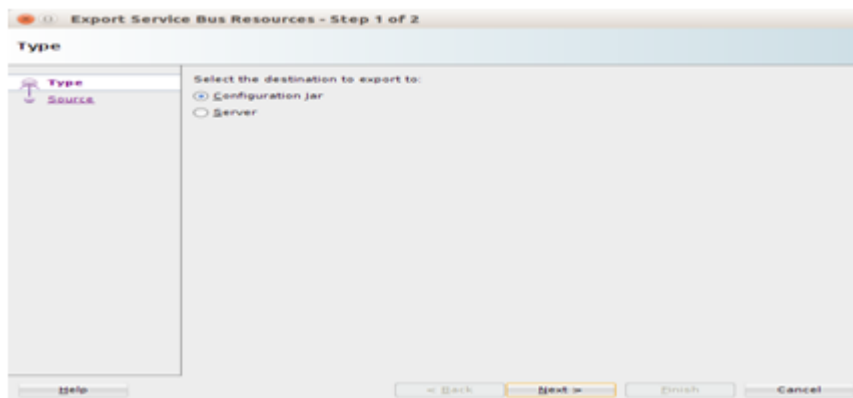 Export Service Bus Resources - Step 1 of 2
Type
Type
Source
Select the destination to export to:
Configuration Jar
Server
Help
< Back
Next >
Finish
Cancel